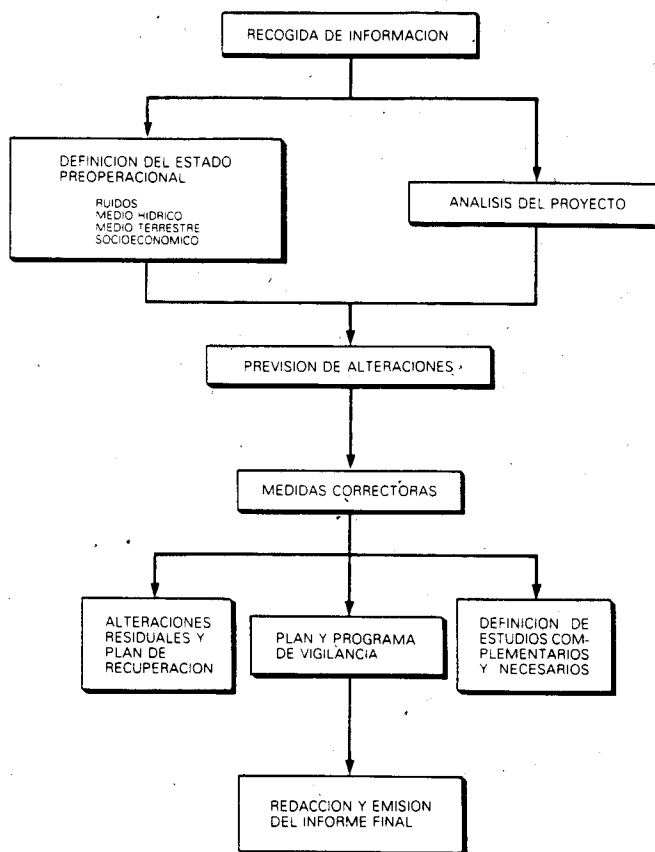 RECOGIDA DE INFORMACION
DEFINICION DEL ESTADO
PREOPERACIONAL
RUIDOS
MEDIO HIDRICO
MEDIO TERRESTRE
SOCIOECONOMICO
ANALISIS DEL PROYECTO
PREVISION DE ALTERACIONES
MEDIDAS CORRECTORAS
ALTERACIONES
RESIDUALES Y
PLAN DE
RECUPERACION
PLAN Y PROGRAMA
DE VIGILANCIA
DEFINICION DE
ESTUDIOS COM-
PLEMENTARIOS
Y NECESARIOS
REDACCION Y EMISION
DEL INFORME FINAL